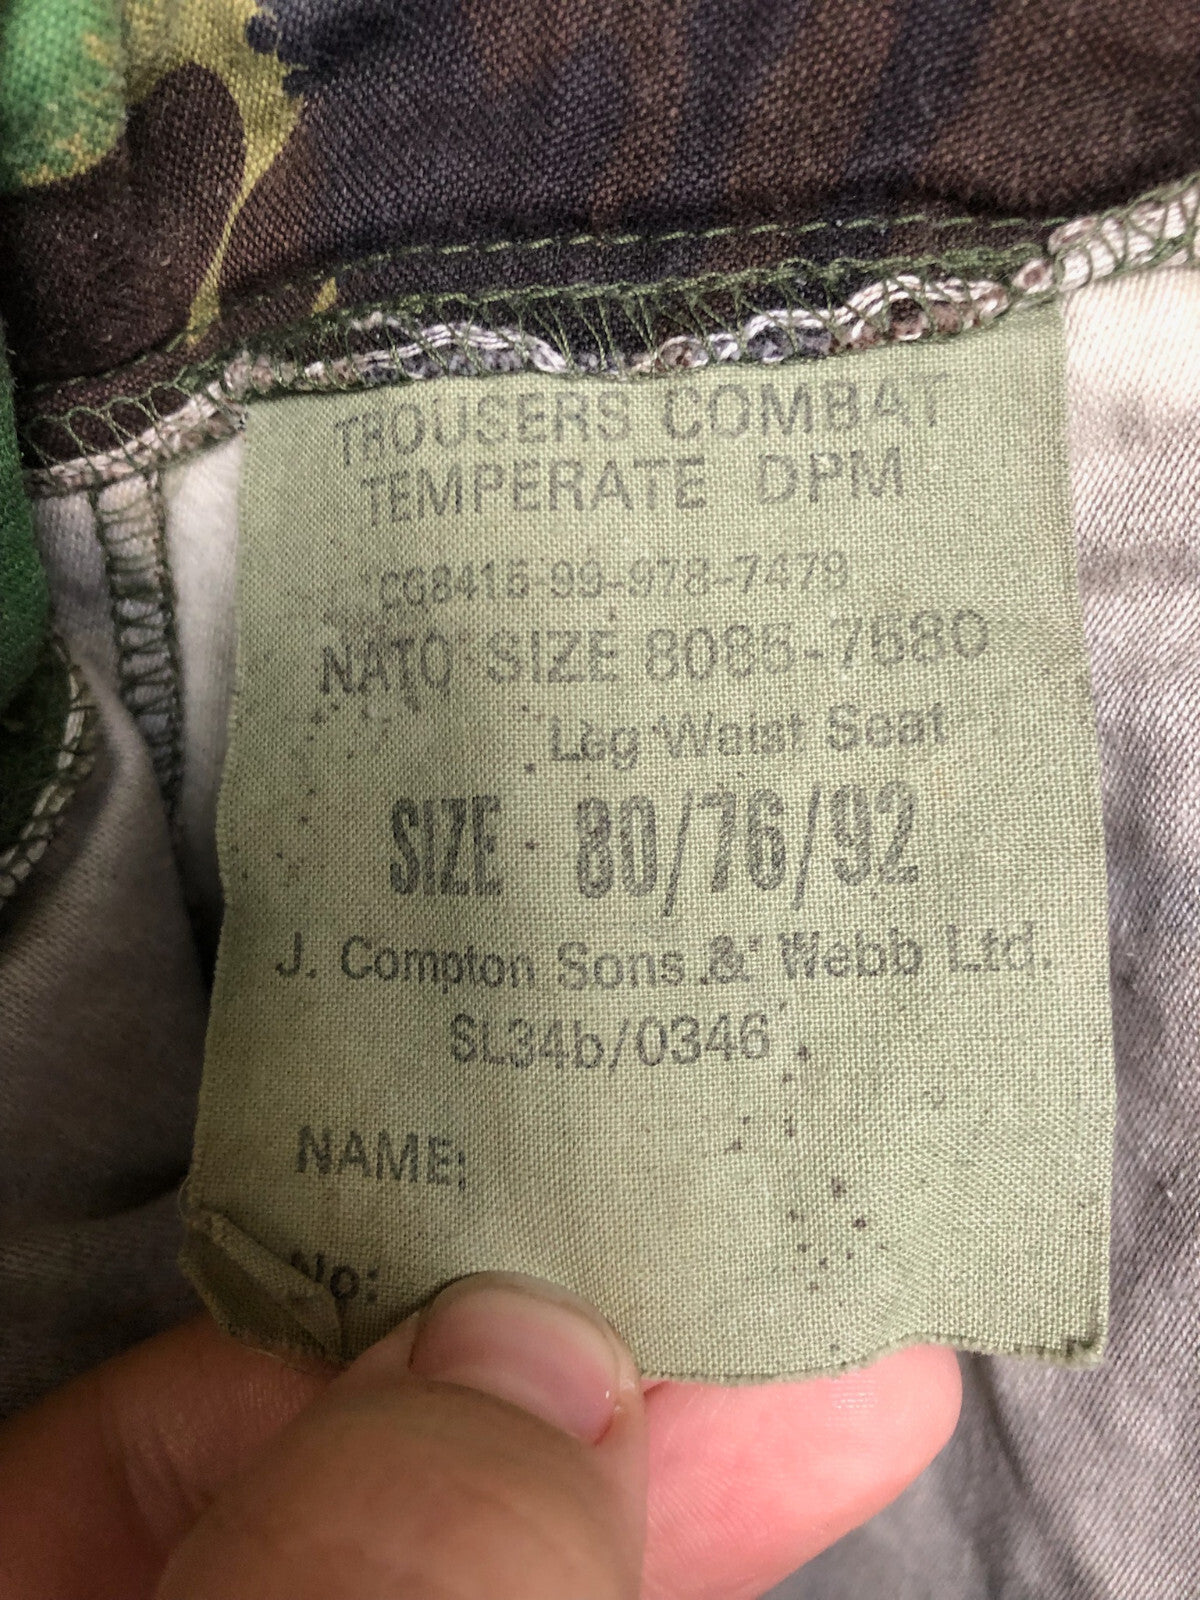 TROUSERS COMBAT
TEMPERATE DPM
CG8415-99-978-7479
NATO SIZE 8085-7680
Leg Waist Seat
SIZE 80/76/92
J. Compton Sons & Webb Ltd.
SL34b/0346
NAME:
No: